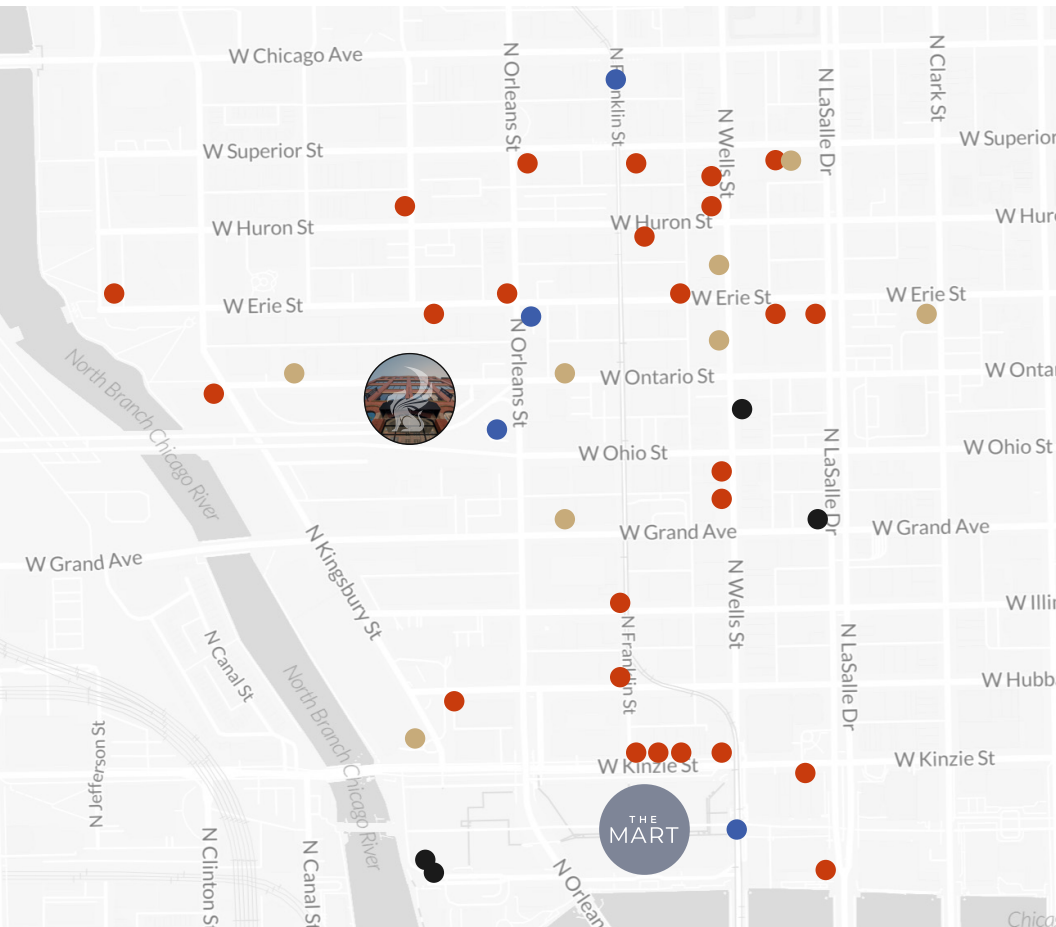 W Chicago Ave
N Orleans St
N Franklin St
N Clark St
N LaSalle Dr
N Wells St
W Superior St
W Superior
W Huron St
W Huron St
W Huro
W Erie St
W Erie St
W Erie St
N Orleans St
North Branch Chicago River
W Ontario St
W Onta
W Ohio St
W Ohio St
N LaSalle Dr
W Grand Ave
W Grand Ave
W Grand Ave
N Kingsbury St
N Wells St
W Illin
N Canal St
N Franklin St
N LaSalle Dr
North Branch Chicago River
W Hubba
N Jefferson St
W Kinzie St
W Kinzie St
THE
MART
N Clinton St
N Canal St
N Orlean
Chica